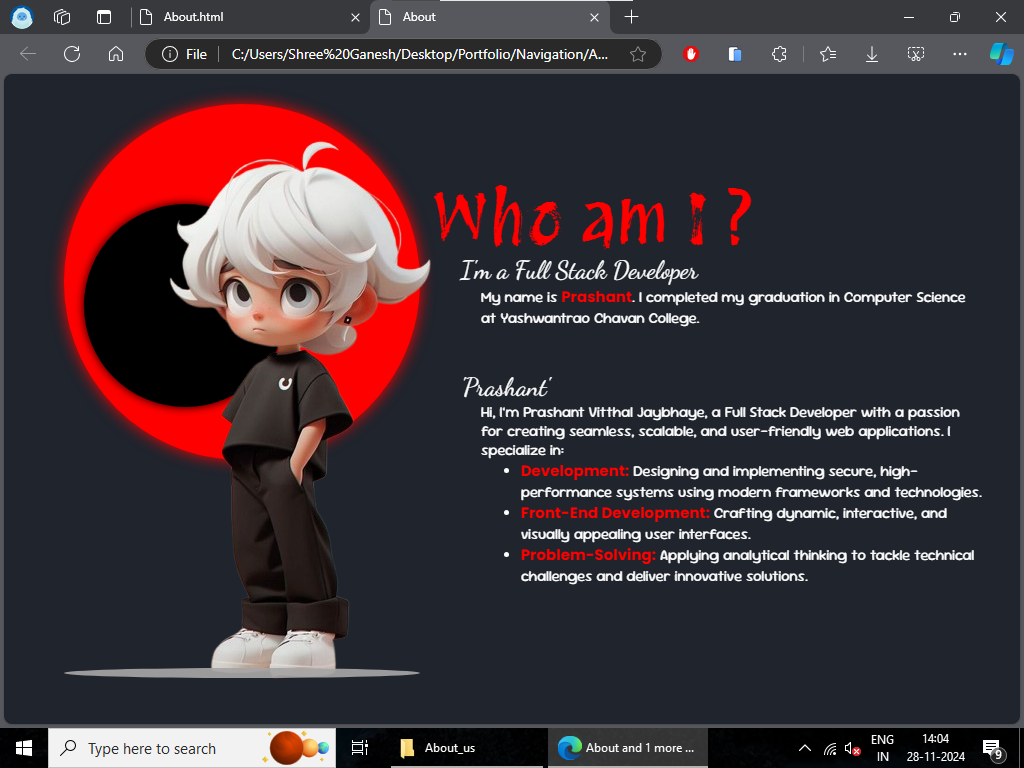 About.html
About
File
C:/Users/Shree%20Ganesh/Desktop/Portfolio/Navigation/A...
Who am I ?
I'm a Full Stack Developer
My name is Prashant. I completed my graduation in Computer Science
at Yashwantrao Chavan College.
'Prashant'
Hi, I'm Prashant Vitthal Jaybhaye, a Full Stack Developer with a passion
for creating seamless, scalable, and user-friendly web applications. I
specialize in:
• Development: Designing and implementing secure, high-
performance systems using modern frameworks and technologies.
• Front-End Development: Crafting dynamic, interactive, and
visually appealing user interfaces.
• Problem-Solving: Applying analytical thinking to tackle technical
challenges and deliver innovative solutions.
Type here to search
About_us
About and 1 more ...
ENG
IN
14:04
28-11-2024
9